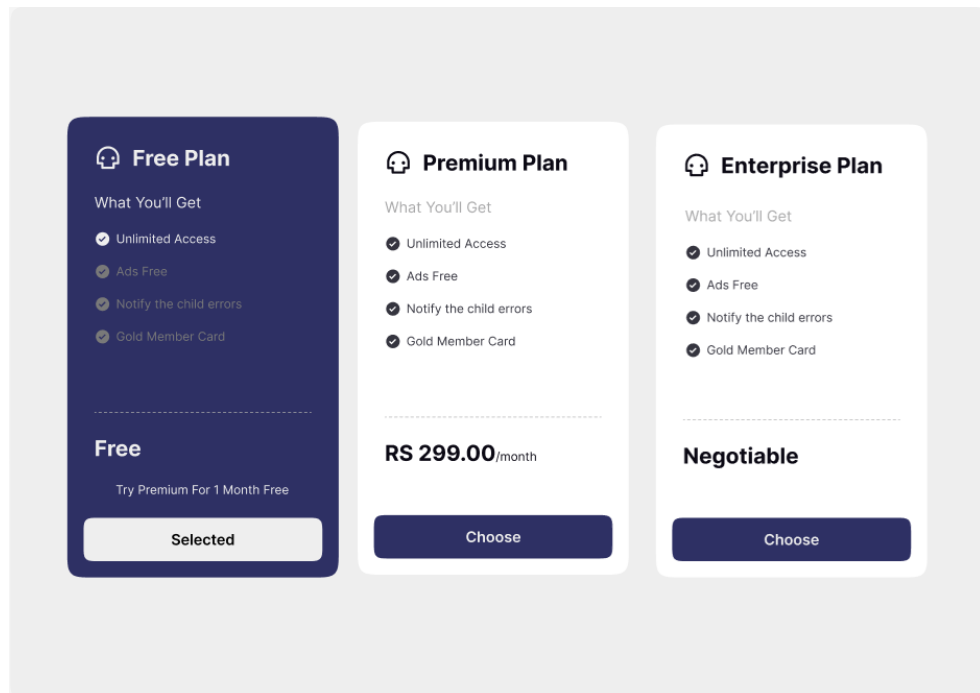 Free Plan
What You'll Get
Unlimited Access
Ads Free
Notify the child errors
Gold Member Card
Free
Try Premium For 1 Month Free
Selected
Premium Plan
What You'll Get
Unlimited Access
Ads Free
Notify the child errors
Gold Member Card
RS 299.00/month
Choose
Enterprise Plan
What You'll Get
Unlimited Access
Ads Free
Notify the child errors
Gold Member Card
Negotiable
Choose